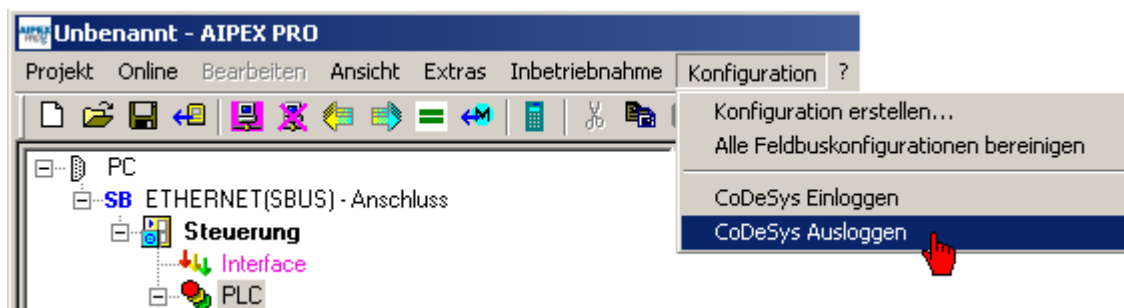 Unbenannt - AIPEX PRO
Projekt Online Bearbeiten Ansicht Extras Inbetriebnahme Konfiguration ?
Konfiguration erstellen...
Alle Feldbuskonfigurationen bereinigen
CoDeSys Einloggen
CoDeSys Ausloggen
PC
SB ETHERNET(SBUS) - Anschluss
Steuerung
Interface
PLC